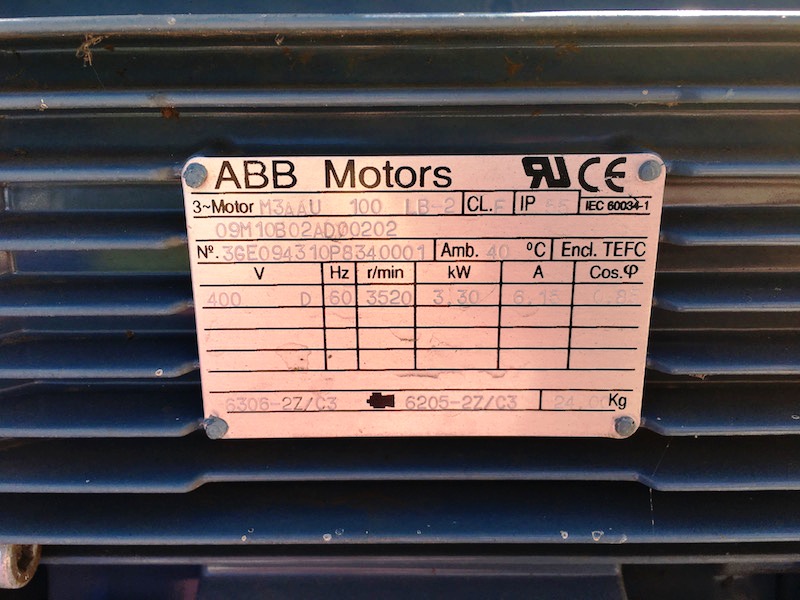 ABB Motors RU CE
3~Motor M3AAU 100 LB-2 CL. F IP 55 IEC 60034-1
09M10B02AD00202
Nº. 3GE094310P8340001 Amb. 40 °C Encl. TEFC
V Hz r/min kW A Cos.φ
400 D 60 3520 3,30 6,15
6306-2Z/C3 6205-2Z/C3 Kg